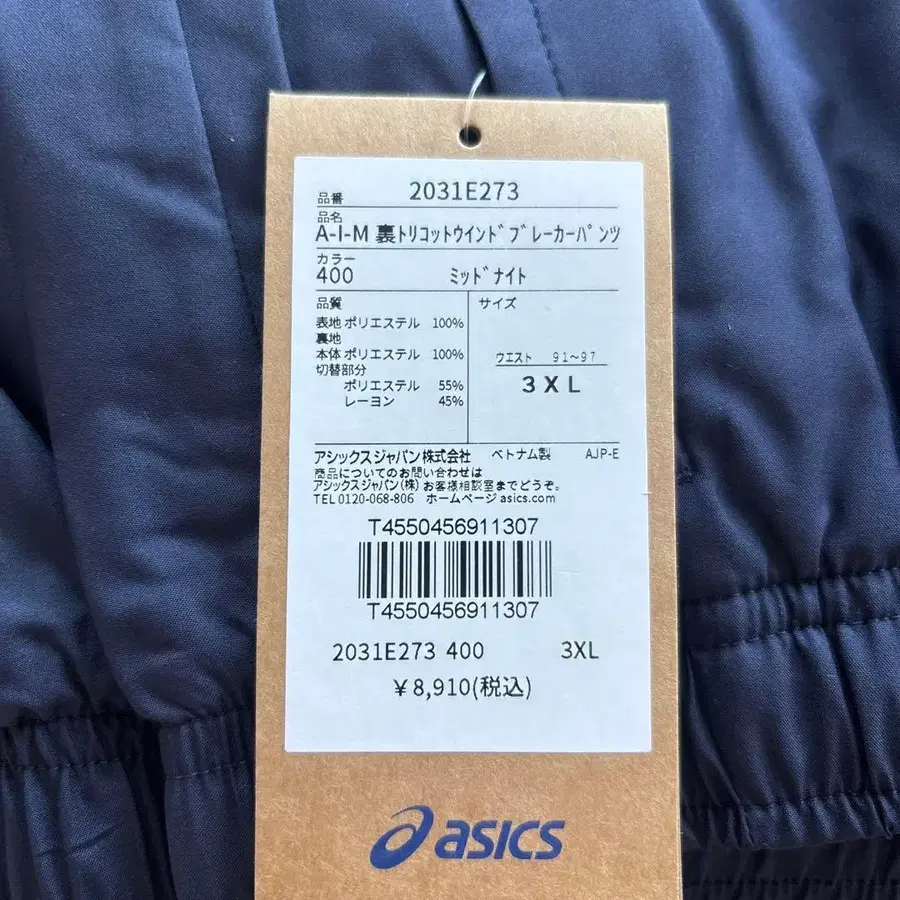 品番 2031E273
品名
A-I-M 裏トリコットウインドブレーカーパンツ
カラー
400 ミッドナイト
品質
表地 ポリエステル 100%
裏地
本体 ポリエステル 100%
切替部分
ポリエステル 55%
レーヨン 45%
サイズ
ウエスト 91〜97
3XL
アシックスジャパン株式会社 ベトナム製 AJP-E
商品についてのお問い合わせは
アシックスジャパン(株) お客様相談室までどうぞ。
TEL 0120-068-806 ホームページ asics.com
T4550456911307
T4550456911307
2031E273 400 3XL
¥8,910(税込)
asics